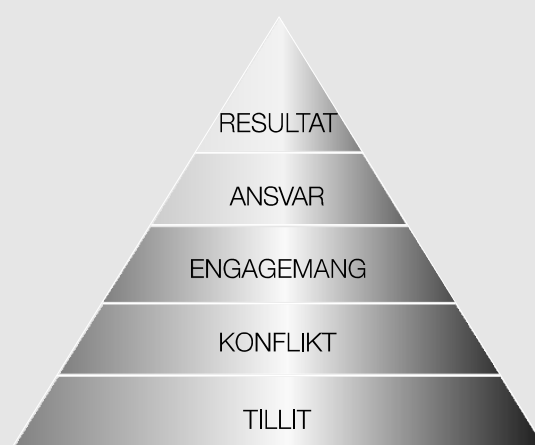 RESULTAT
ANSVAR
ENGAGEMANG
KONFLIKT
TILLIT